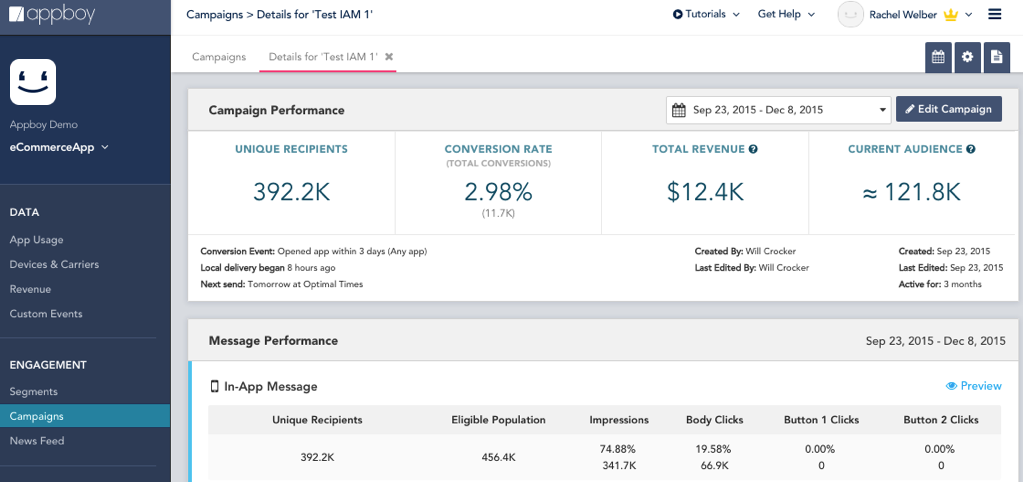 appboy
Campaigns > Details for 'Test IAM 1'
Tutorials
Get Help
Rachel Welber
Campaigns
Details for 'Test IAM 1' ✖
Appboy Demo
eCommerceApp
DATA
App Usage
Devices & Carriers
Revenue
Custom Events
ENGAGEMENT
Segments
Campaigns
News Feed
Campaign Performance
Sep 23, 2015 - Dec 8, 2015
Edit Campaign
UNIQUE RECIPIENTS
392.2K
CONVERSION RATE
(TOTAL CONVERSIONS)
2.98%
(11.7K)
TOTAL REVENUE ?
$12.4K
CURRENT AUDIENCE ?
≈ 121.8K
Conversion Event: Opened app within 3 days (Any app)
Local delivery began 8 hours ago
Next send: Tomorrow at Optimal Times
Created By: Will Crocker
Last Edited By: Will Crocker
Created: Sep 23, 2015
Last Edited: Sep 23, 2015
Active for: 3 months
Message Performance
Sep 23, 2015 - Dec 8, 2015
In-App Message
Preview
Unique Recipients Eligible Population Impressions Body Clicks Button 1 Clicks Button 2 Clicks
392.2K 456.4K 74.88% 19.58% 0.00% 0.00%
341.7K 66.9K 0 0